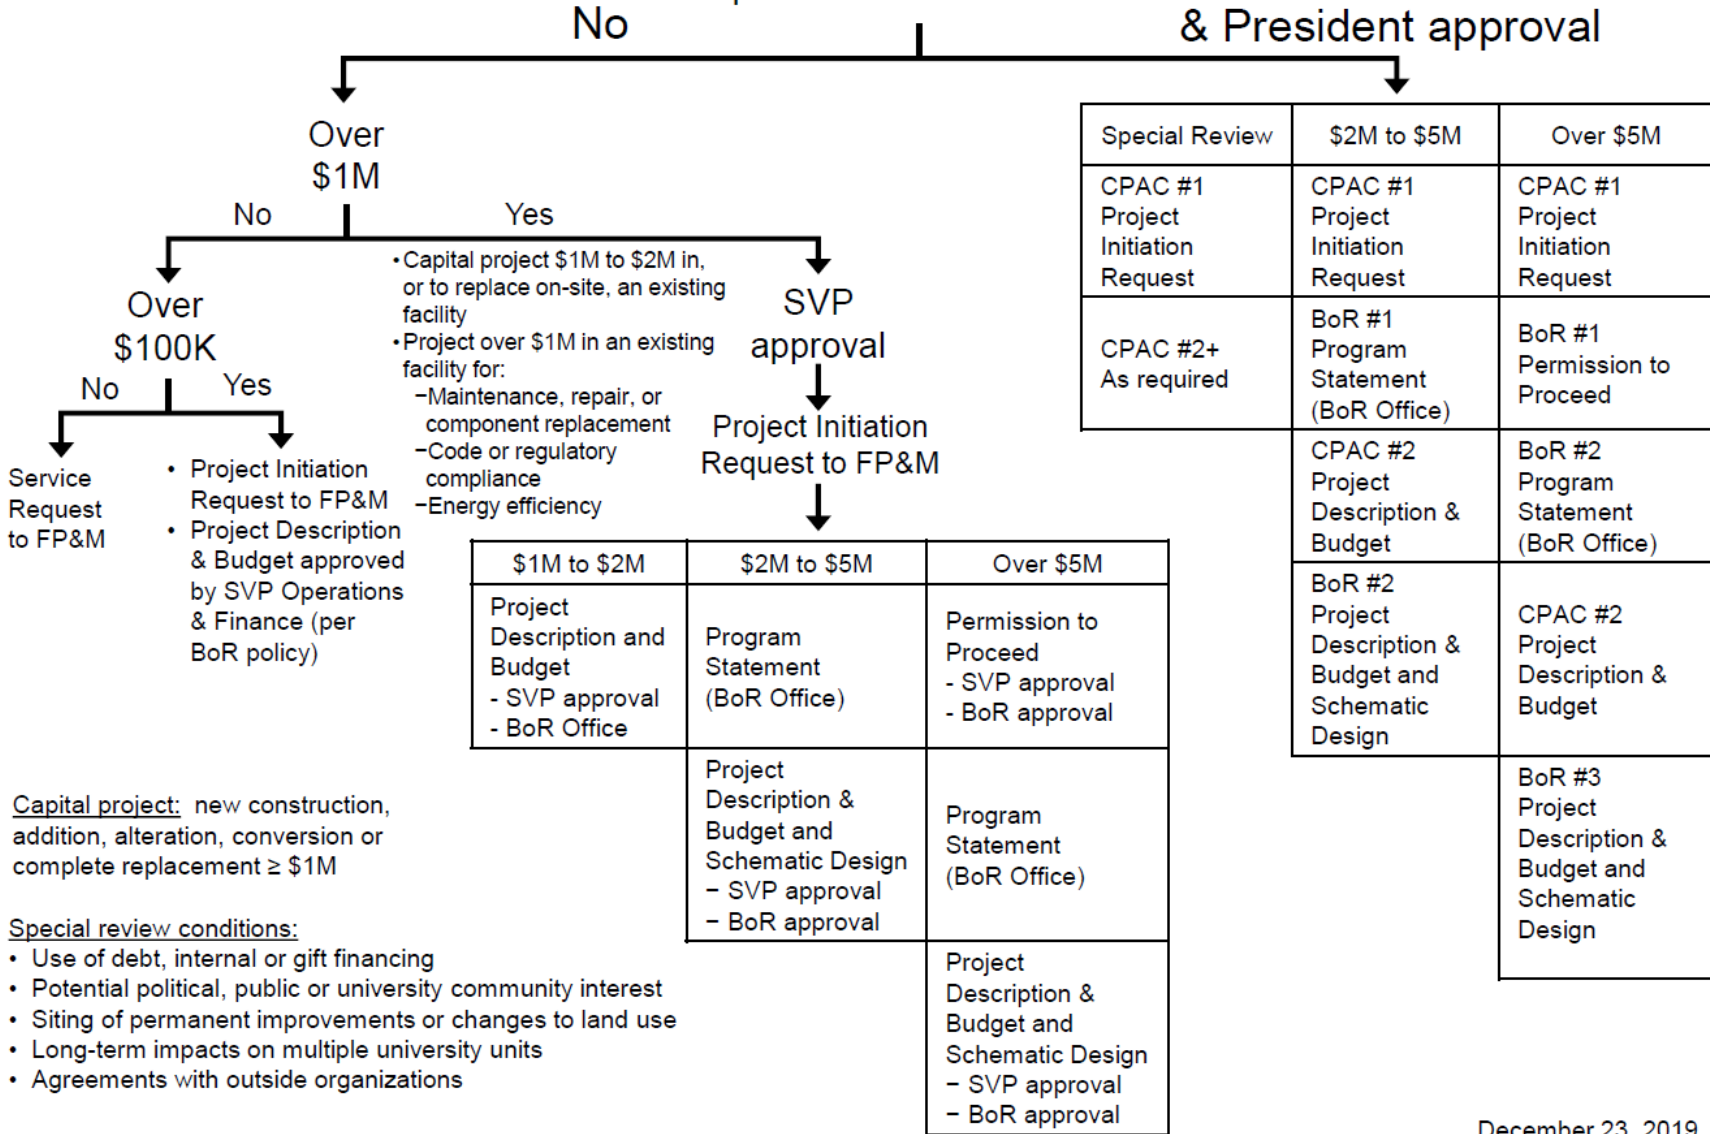 No
& President approval
Over
$1M
No
Yes
Over
$100K
No
Yes
Service
Request
to FP&M
• Project Initiation
Request to FP&M
• Project Description
& Budget approved
by SVP Operations
& Finance (per
BoR policy)
• Capital project $1M to $2M in,
or to replace on-site, an existing
facility
• Project over $1M in an existing
facility for:
−Maintenance, repair, or
component replacement
−Code or regulatory
compliance
−Energy efficiency
SVP
approval
Project Initiation
Request to FP&M
$1M to $2M
Project
Description and
Budget
- SVP approval
- BoR Office
$2M to $5M
Program
Statement
(BoR Office)
Project
Description &
Budget and
Schematic Design
− SVP approval
− BoR approval
Over $5M
Permission to
Proceed
- SVP approval
- BoR approval
Program
Statement
(BoR Office)
Project
Description &
Budget and
Schematic Design
− SVP approval
− BoR approval
Special Review
CPAC #1
Project
Initiation
Request
CPAC #2+
As required
$2M to $5M
CPAC #1
Project
Initiation
Request
BoR #1
Program
Statement
(BoR Office)
CPAC #2
Project
Description &
Budget
BoR #2
Project
Description &
Budget and
Schematic
Design
Over $5M
CPAC #1
Project
Initiation
Request
BoR #1
Permission to
Proceed
BoR #2
Program
Statement
(BoR Office)
CPAC #2
Project
Description &
Budget
BoR #3
Project
Description &
Budget and
Schematic
Design
Capital project: new construction,
addition, alteration, conversion or
complete replacement ≥ $1M
Special review conditions:
• Use of debt, internal or gift financing
• Potential political, public or university community interest
• Siting of permanent improvements or changes to land use
• Long-term impacts on multiple university units
• Agreements with outside organizations
December 23, 2019